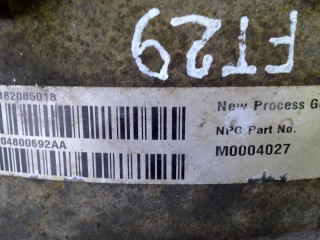 FT29
182085018
New Process
04800692AA
NPG Part No.
M0004027